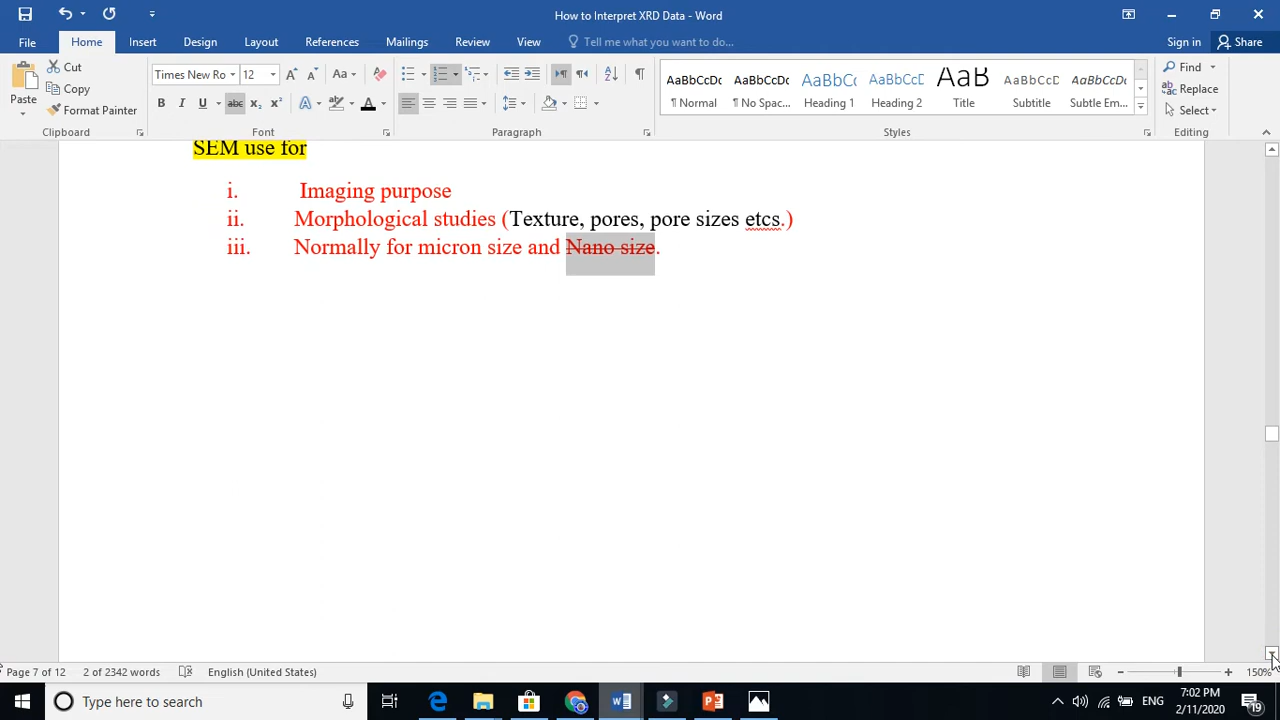 How to Interpret XRD Data - Word
File Home Insert Design Layout References Mailings Review View Tell me what you want to do... Sign in Share
Cut
Copy
Format Painter
Paste
Clipboard
Times New Ro 12
Font
Paragraph
AaBbCcDc AaBbCcDc AaBbCc AaBbCcD AaB AaBbCcD AaBbCcD
¶ Normal ¶ No Spac... Heading 1 Heading 2 Title Subtitle Subtle Em...
Styles
Find
Replace
Select
Editing
SEM use for
i. Imaging purpose
ii. Morphological studies (Texture, pores, pore sizes etcs.)
iii. Normally for micron size and Nano size.
Page 7 of 12 2 of 2342 words English (United States) 150%
Type here to search
ENG
7:02 PM
2/11/2020
19